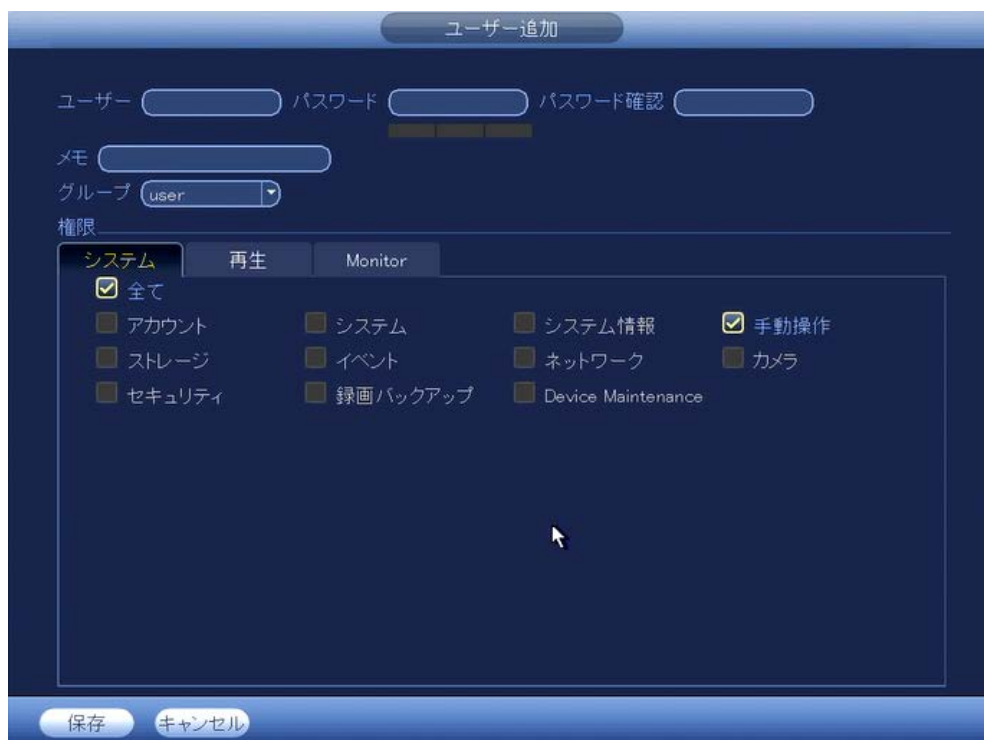 ユーザー追加
ユーザー パスワード パスワード確認
メモ
グループ user
権限
システム 再生 Monitor
全て
アカウント システム システム情報 手動操作
ストレージ イベント ネットワーク カメラ
セキュリティ 録画バックアップ Device Maintenance
保存 キャンセル